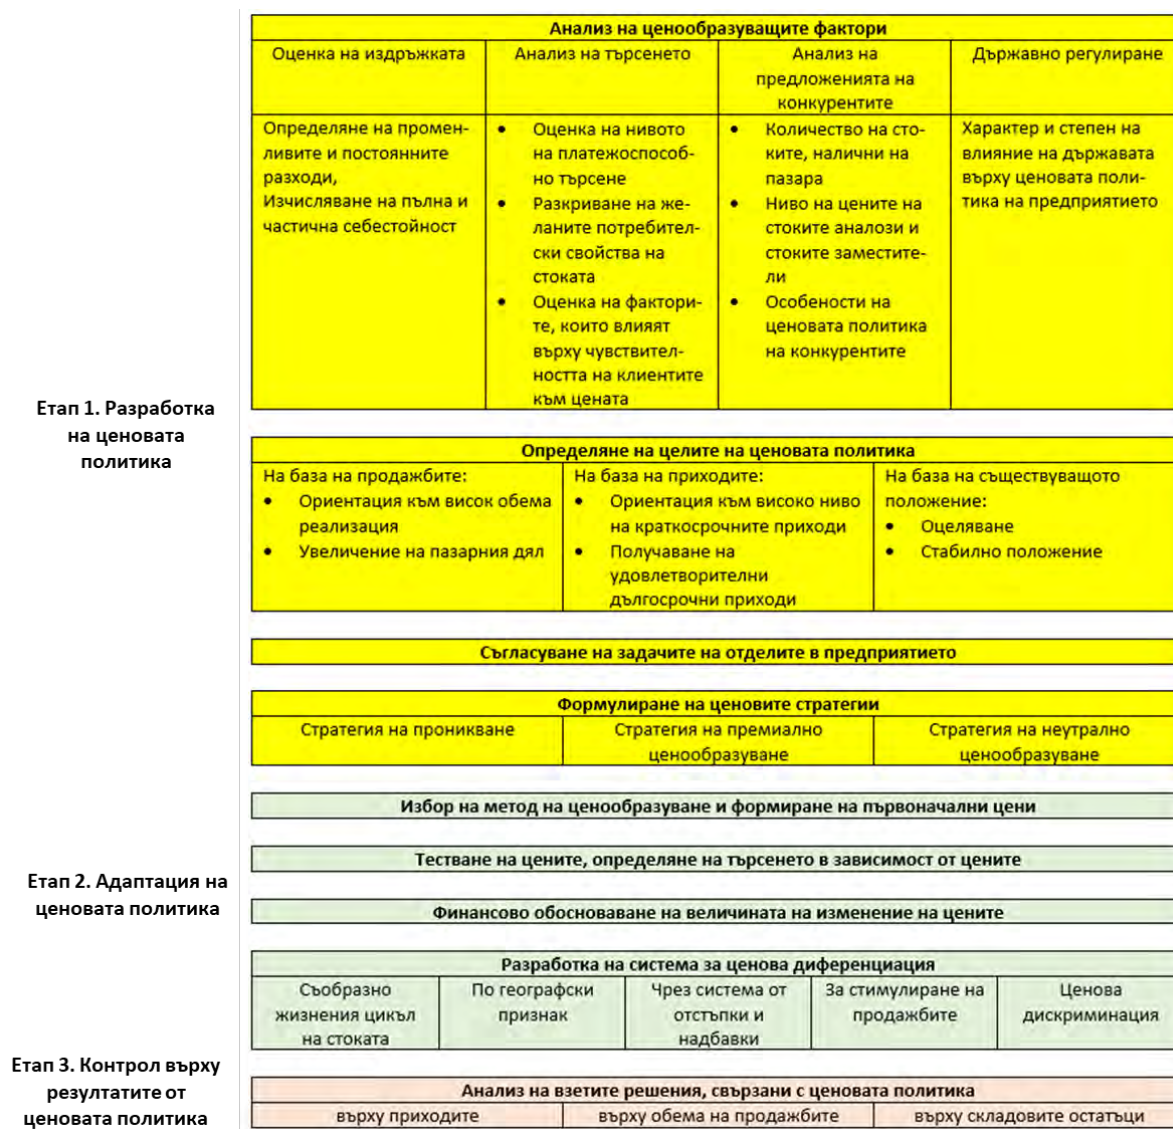 Анализ на ценообразуващите фактори
Оценка на издръжката
Анализ на търсенето
Анализ на
предложенията на
конкурентите
Държавно регулиране
Определяне на промен-
ливите и постоянните
разходи,
Изчисляване на пълна и
частична себестойност
• Оценка на нивото
на платежоспособ-
но търсене
• Разкриване на же-
ланите потребител-
ски свойства на
стоката
• Оценка на фактори-
те, които влияят
върху чувствител-
ността на клиентите
към цената
• Количество на сто-
ките, налични на
пазара
• Ниво на цените на
стоките аналози и
стоките заместите-
ли
• Особености на
ценовата политика
на конкурентите
Характер и степен на
влияние на държавата
върху ценовата поли-
тика на предприятието
Етап 1. Разработка
на ценовата
политика
Определяне на целите на ценовата политика
На база на продажбите:
• Ориентация към висок обема
реализация
• Увеличение на пазарния дял
На база на приходите:
• Ориентация към високо ниво
на краткосрочните приходи
• Получаване на
удовлетворителни
дългосрочни приходи
На база на съществуващото
положение:
• Оцеляване
• Стабилно положение
Съгласуване на задачите на отделите в предприятието
Формулиране на ценовите стратегии
Стратегия на проникване
Стратегия на премиално
ценообразуване
Стратегия на неутрално
ценообразуване
Избор на метод на ценообразуване и формиране на първоначални цени
Тестване на цените, определяне на търсенето в зависимост от цените
Етап 2. Адаптация на
ценовата политика
Финансово обосноваване на величината на изменение на цените
Разработка на система за ценова диференциация
Съобразно
жизнения цикъл
на стоката
По географски
признак
Чрез система от
отстъпки и
надбавки
За стимулиране на
продажбите
Ценова
дискриминация
Етап 3. Контрол върху
резултатите от
ценовата политика
Анализ на взетите решения, свързани с ценовата политика
върху приходите
върху обема на продажбите
върху складовите остатъци